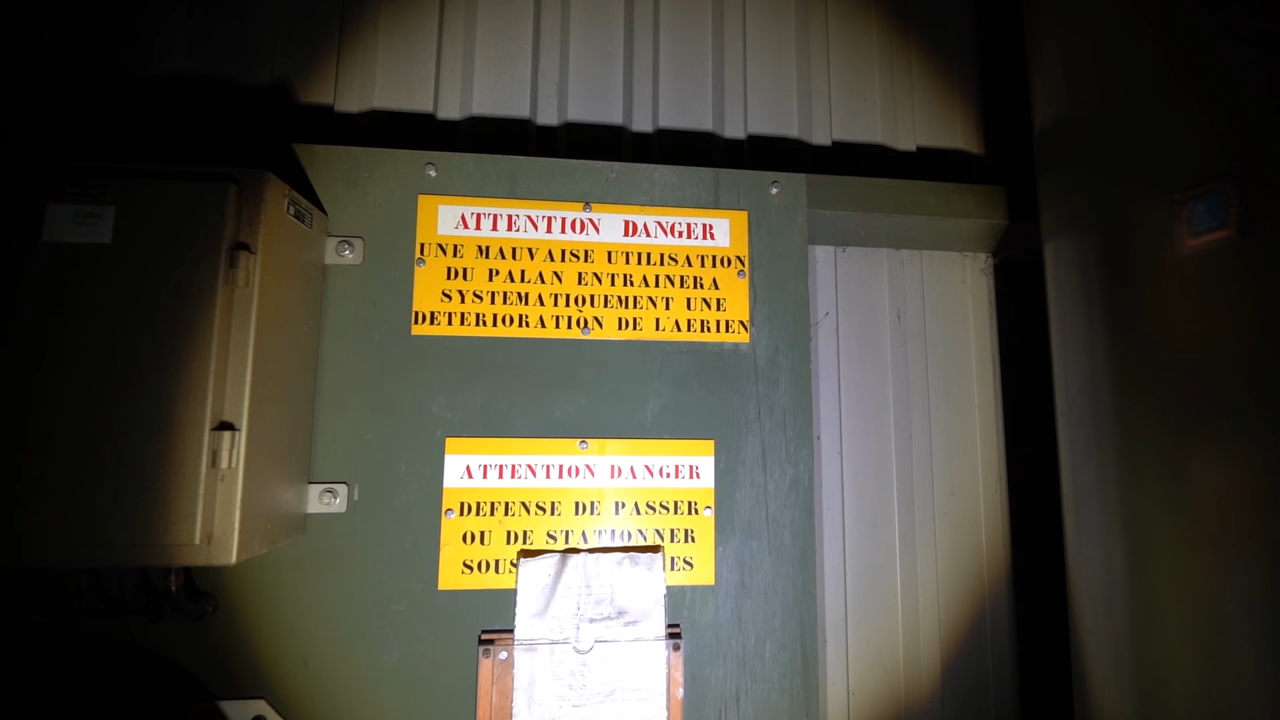 ATTENTION DANGER
UNE MAUVAISE UTILISATION
DU PALAN ENTRAINERA
SYSTEMATIQUEMENT UNE
DETERIORATION DE L'AERIEN
ATTENTION DANGER
DEFENSE DE PASSER
OU DE STATIONNER
SOUS